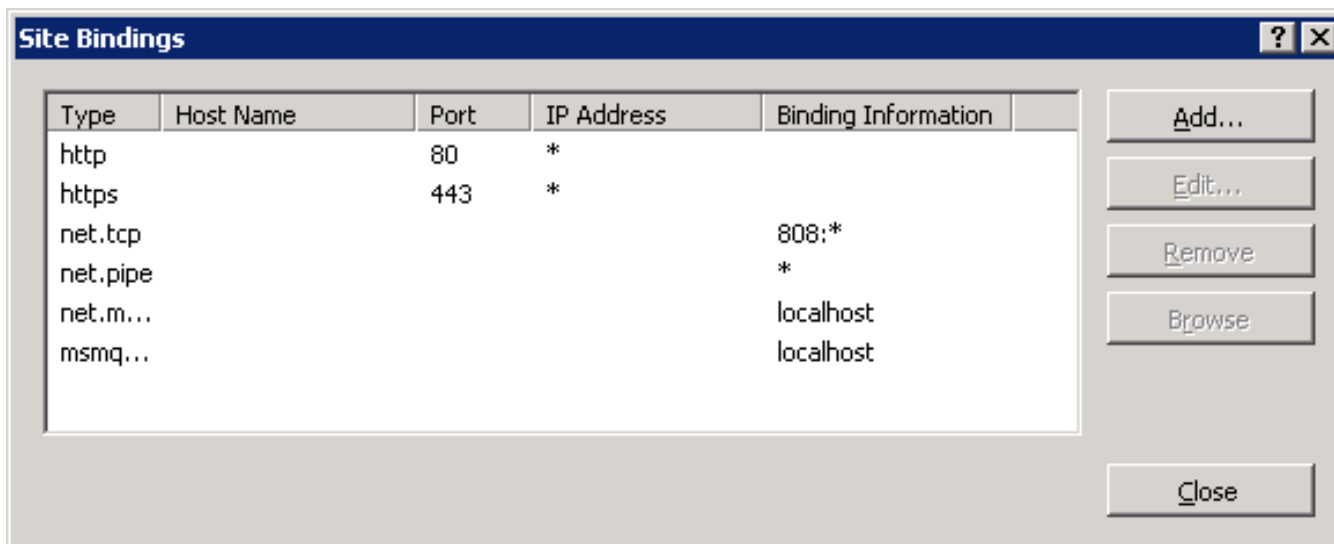 Site Bindings
Type Host Name Port IP Address Binding Information
http 80 *
https 443 *
net.tcp 808:*
net.pipe *
net.m... localhost
msmq... localhost
Add...
Edit...
Remove
Browse
Close